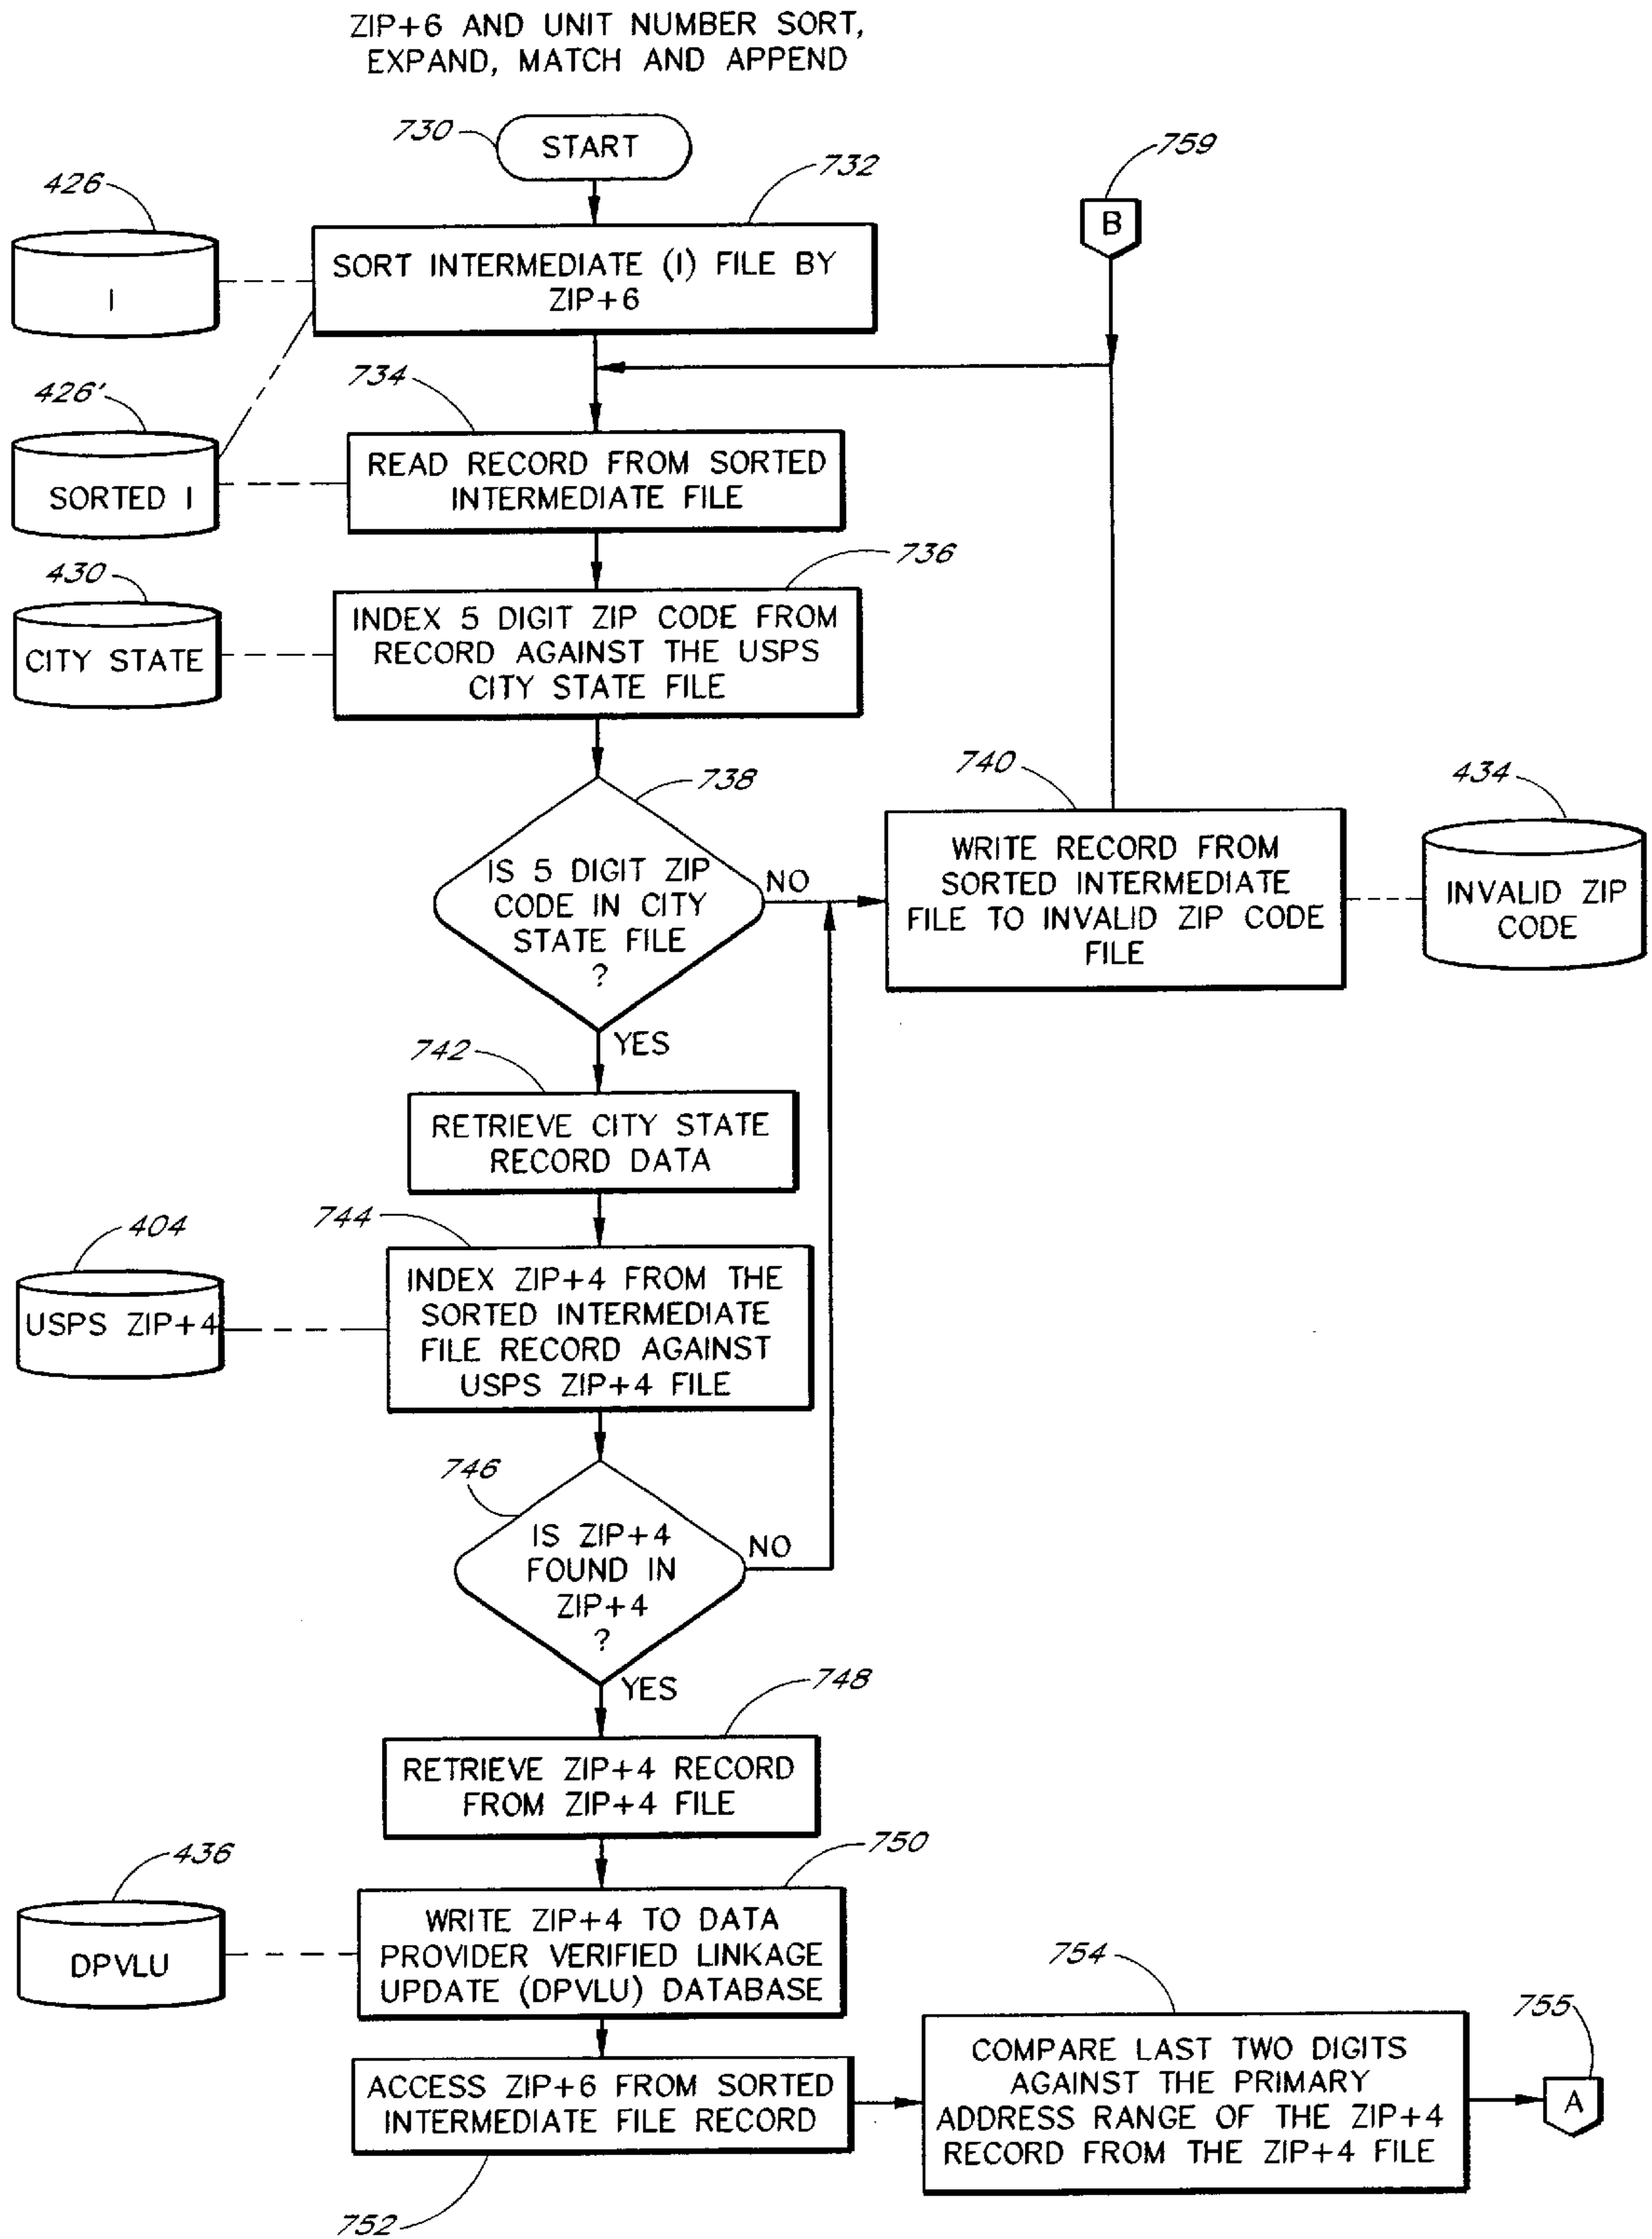 ZIP+6 AND UNIT NUMBER SORT,
EXPAND, MATCH AND APPEND
730
START
732
759
B
426
I
SORT INTERMEDIATE (I) FILE BY
ZIP+6
734
426'
SORTED I
READ RECORD FROM SORTED
INTERMEDIATE FILE
736
430
CITY STATE
INDEX 5 DIGIT ZIP CODE FROM
RECORD AGAINST THE USPS
CITY STATE FILE
738
IS 5 DIGIT ZIP
CODE IN CITY
STATE FILE
?
NO
740
WRITE RECORD FROM
SORTED INTERMEDIATE
FILE TO INVALID ZIP CODE
FILE
434
INVALID ZIP
CODE
YES
742
RETRIEVE CITY STATE
RECORD DATA
744
404
USPS ZIP+4
INDEX ZIP+4 FROM THE
SORTED INTERMEDIATE
FILE RECORD AGAINST
USPS ZIP+4 FILE
746
IS ZIP+4
FOUND IN
ZIP+4
?
NO
YES
748
RETRIEVE ZIP+4 RECORD
FROM ZIP+4 FILE
750
436
DPVLU
WRITE ZIP+4 TO DATA
PROVIDER VERIFIED LINKAGE
UPDATE (DPVLU) DATABASE
752
ACCESS ZIP+6 FROM SORTED
INTERMEDIATE FILE RECORD
754
COMPARE LAST TWO DIGITS
AGAINST THE PRIMARY
ADDRESS RANGE OF THE ZIP+4
RECORD FROM THE ZIP+4 FILE
755
A